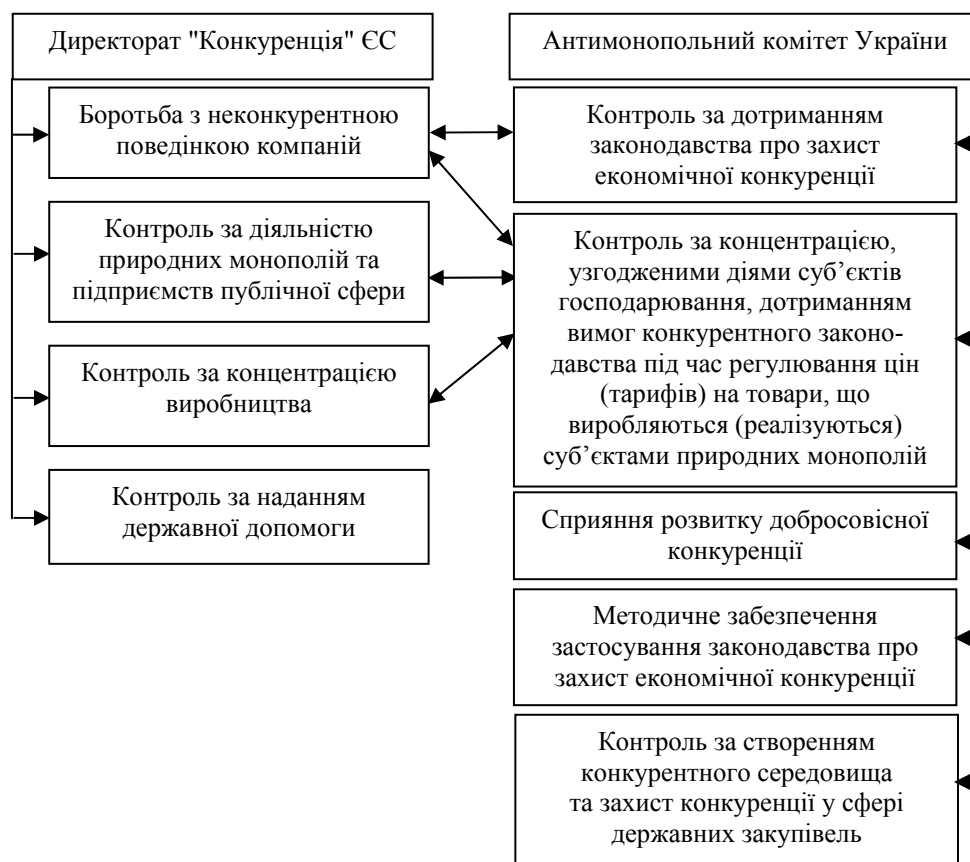 Директорат "Конкуренція" ЄС
Боротьба з неконкурентною
поведінкою компаній
Контроль за діяльністю
природних монополій та
підприємств публічної сфери
Контроль за концентрацією
виробництва
Контроль за наданням
державної допомоги
Антимонопольний комітет України
Контроль за дотриманням
законодавства про захист
економічної конкуренції
Контроль за концентрацією,
узгодженими діями суб’єктів
господарювання, дотриманням
вимог конкурентного законо-
давства під час регулювання цін
(тарифів) на товари, що
виробляються (реалізуються)
суб’єктами природних монополій
Сприяння розвитку добросовісної
конкуренції
Методичне забезпечення
застосування законодавства про
захист економічної конкуренції
Контроль за створенням
конкурентного середовища
та захист конкуренції у сфері
державних закупівель